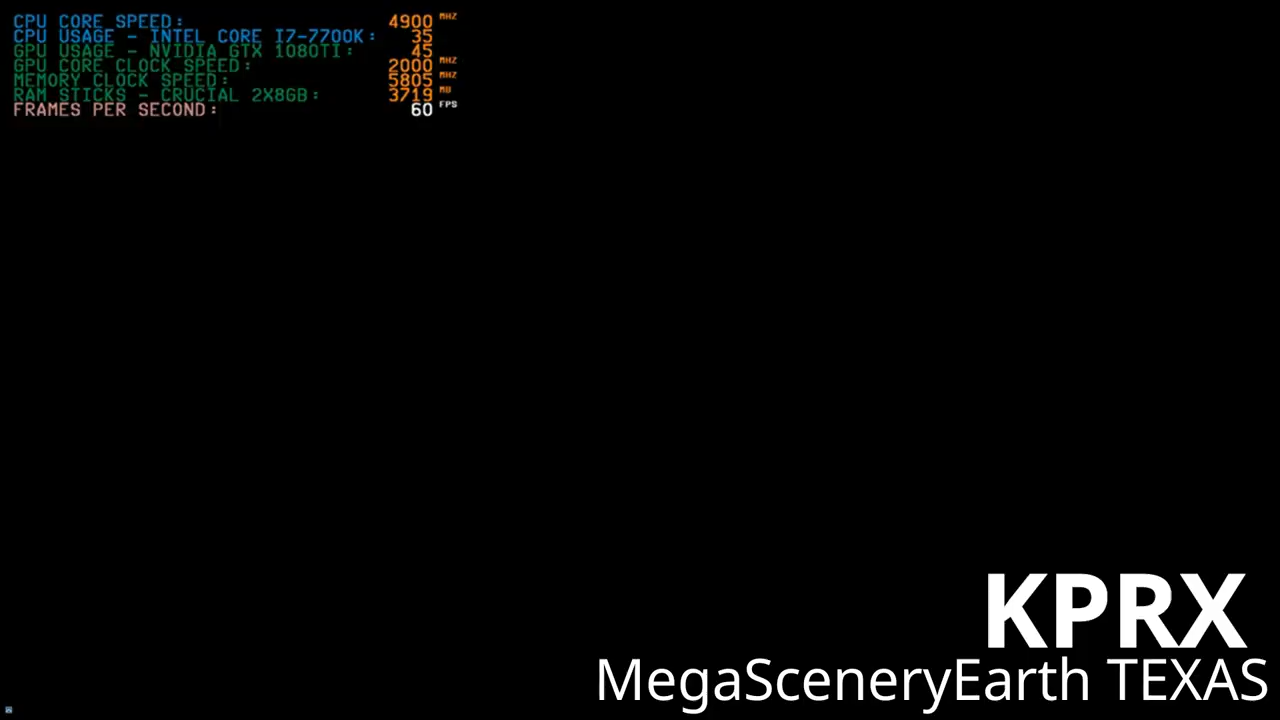 CPU CORE SPEED: 4900 MHZ
CPU USAGE - INTEL CORE I7-7700K: 35
GPU USAGE - NVIDIA GTX 1080TI: 45
GPU CORE CLOCK SPEED: 2000 MHZ
MEMORY CLOCK SPEED: 5805 MHZ
RAM STICKS - CRUCIAL 2X8GB: 3719 MB
FRAMES PER SECOND: 60 FPS
KPRX
MegaSceneryEarth TEXAS